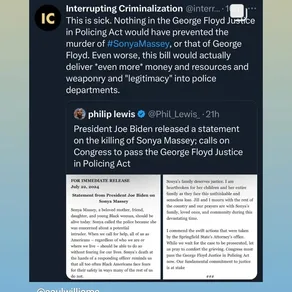 IC
Interrupting Criminalization @interr... · 1
This is sick. Nothing in the George Floyd Justice
in Policing Act would have prevented the
murder of #SonyaMassey, or that of George
Floyd. Even worse, this bill would actually
deliver "even more" money and resources and
weaponry and "legitimacy" into police
departments.
philip lewis @Phil_Lewis_ · 21h
President Joe Biden released a statement
on the killing of Sonya Massey; calls on
Congress to pass the George Floyd Justice
in Policing Act
FOR IMMEDIATE RELEASE
July 22, 2024
Statement from President Joe Biden on
Sonya Massey
Sonya Massey, a beloved mother, friend,
daughter, and young Black woman, should be
alive today. Sonya called the police because she
was concerned about a potential
intruder. When we call for help, all of us as
Americans – regardless of who we are or
where we live – should be able to do so
without fearing for our lives. Sonya's death at
the hands of a responding officer reminds us
that all too often Black Americans face fears
for their safety in ways many of the rest of us
do not.
Sonya's family deserves justice. I am
heartbroken for her children and her entire
family as they face this unthinkable and
senseless loss. Jill and I mourn with the rest of
the country and our prayers are with Sonya's
family, loved ones, and community during this
devastating time.
I commend the swift actions that were taken
by the Springfield State's Attorney's office.
While we wait for the case to be prosecuted, let
us pray to comfort the grieving. Congress must
pass the George Floyd Justice in Policing Act
now. Our fundamental commitment to justice
is at stake.